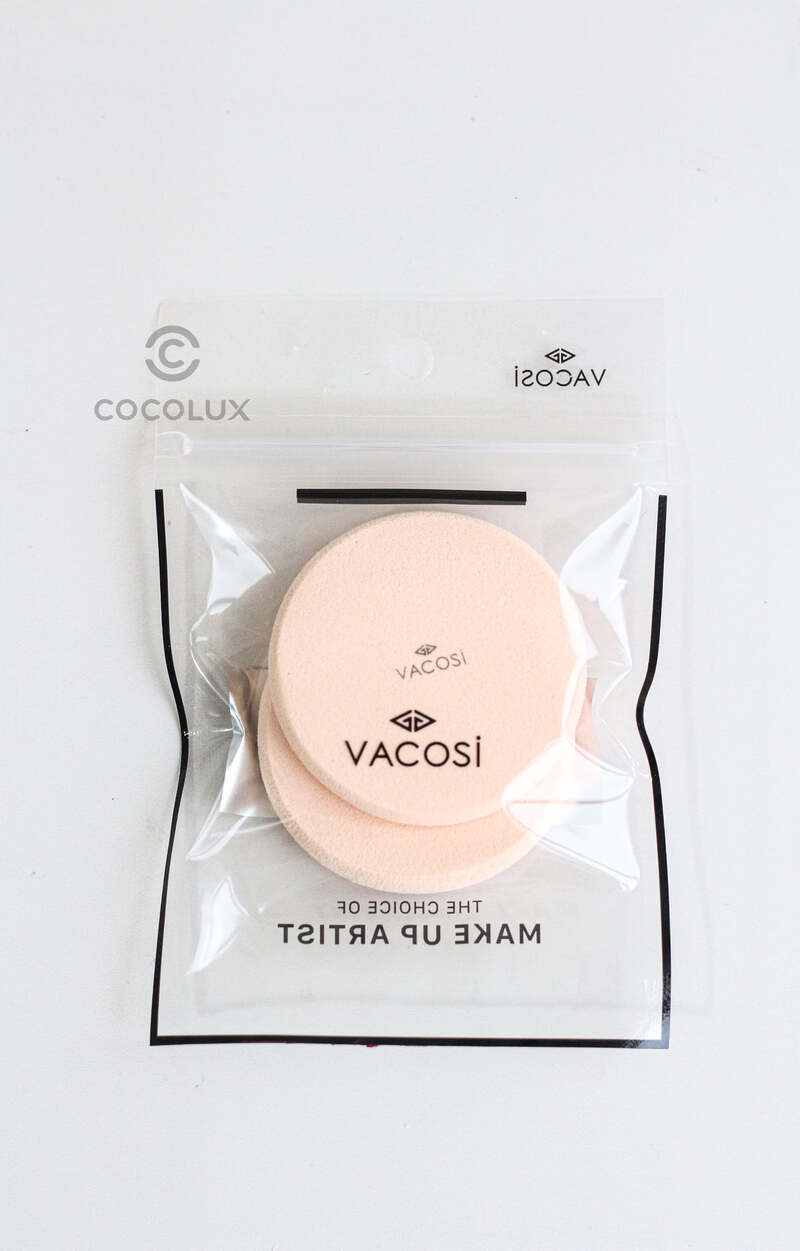 COCOLUX
VACOSI
VACOSI
VACOSI
THE CHOICE OF
MAKE UP ARTIST